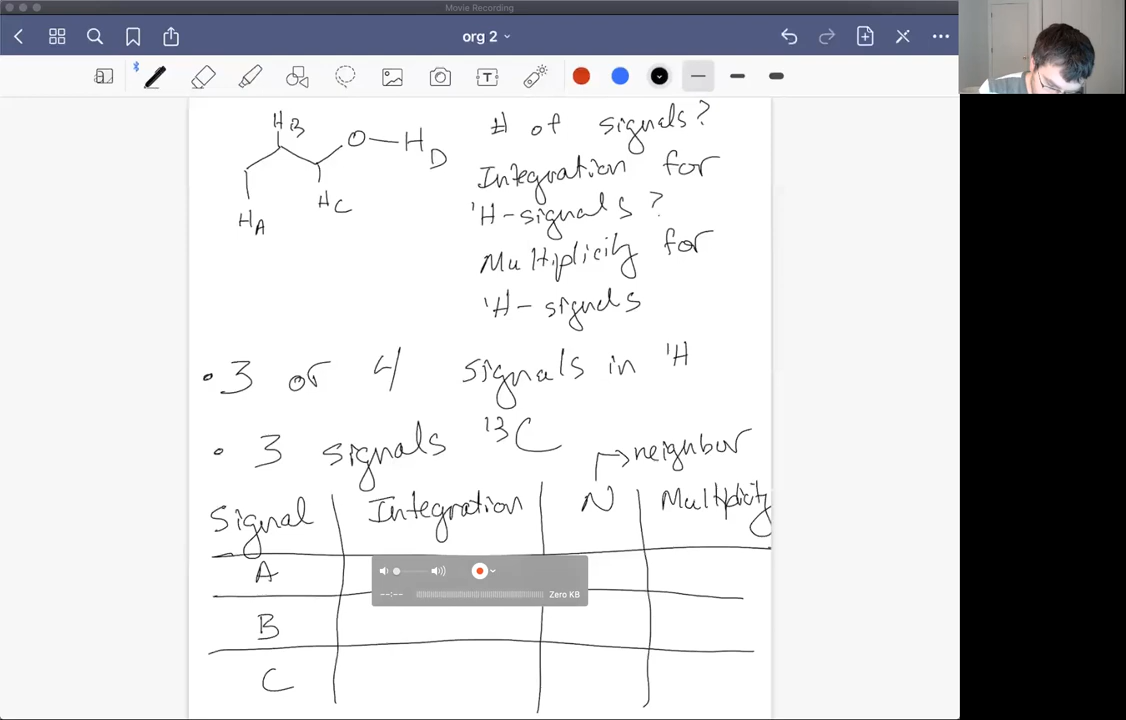 Movie Recording
org 2
HB
O-HD
HA
HC
# of signals?
Integration for
¹H-signals?
Multiplicity for
¹H-signals
• 3 or 4 signals in ¹H
• 3 signals ¹³C
neighbor
Signal Integration N Multiplicity
A
B
C
--:-- Zero KB